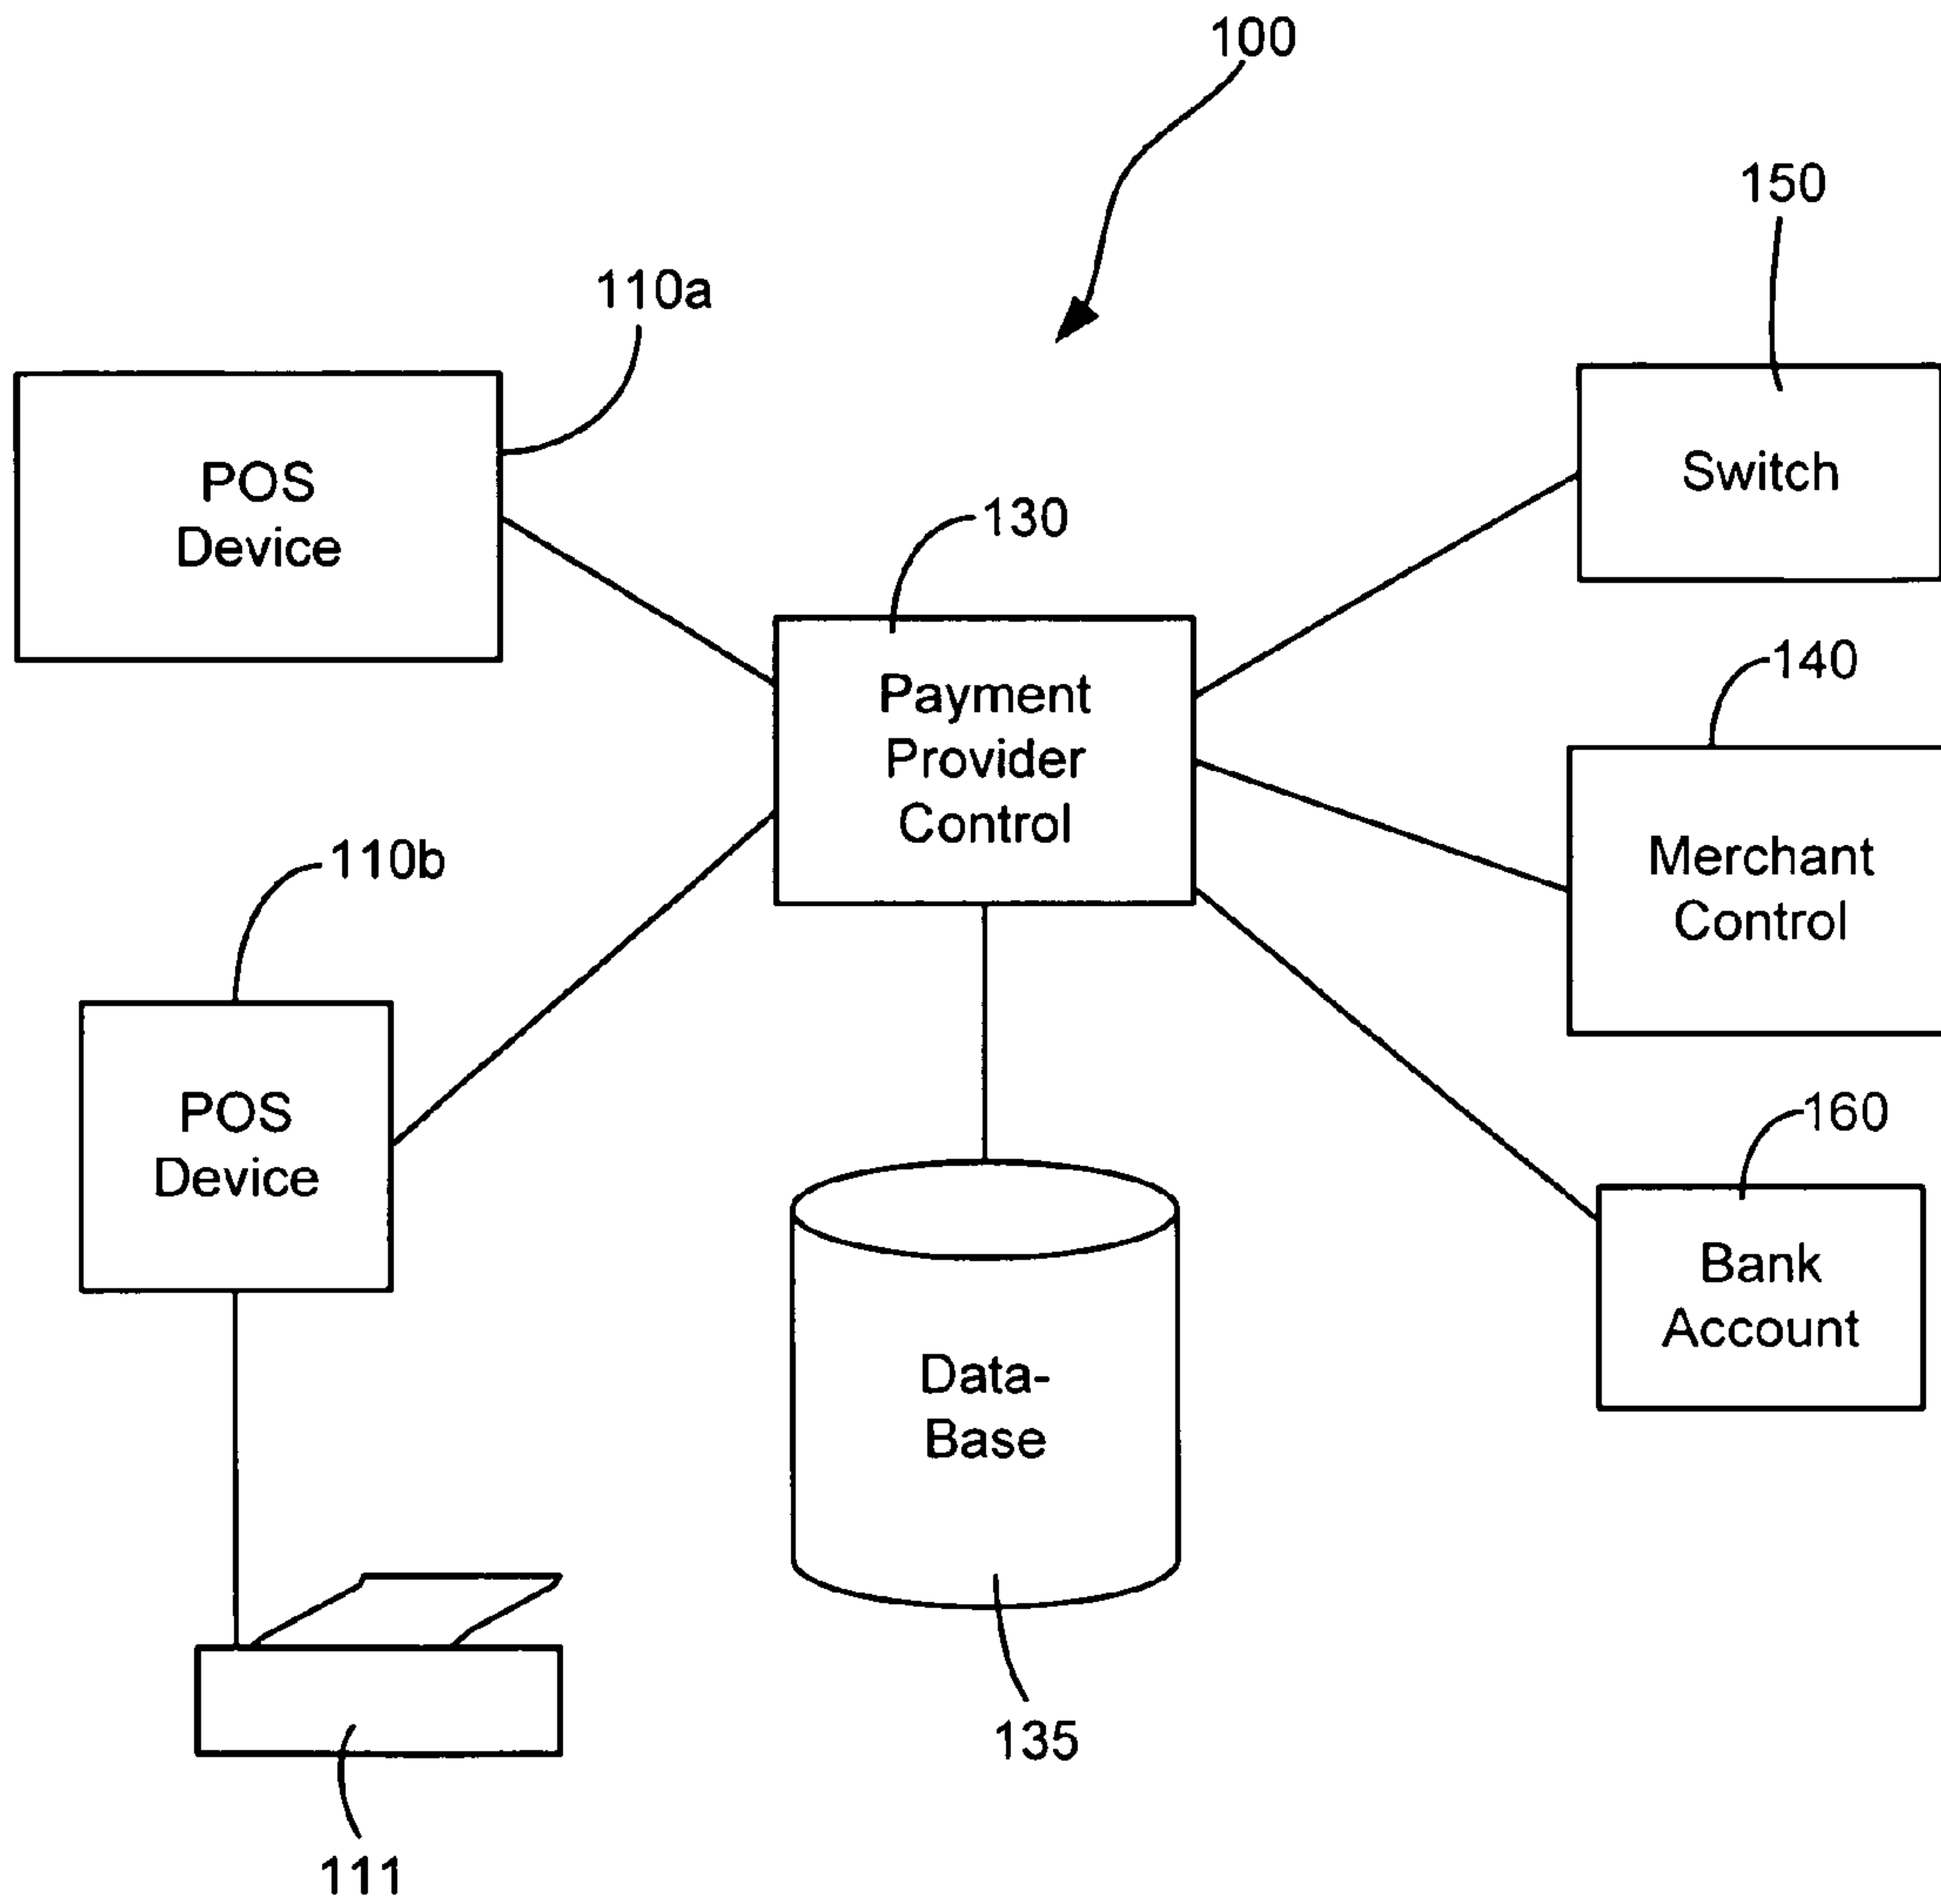 100
150
110a
POS
Device
Switch
130
140
Payment
Provider
Control
110b
Merchant
Control
POS
Device
160
Bank
Account
Data-
Base
135
111